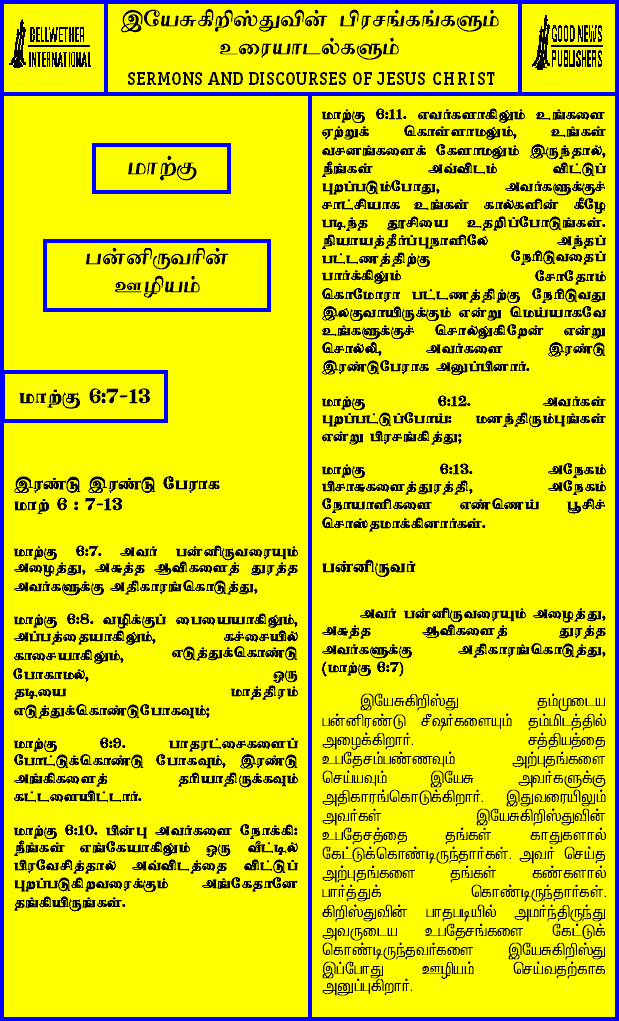 BELLWETHER
INTERNATIONAL
இயேசுகிறிஸ்துவின் பிரசங்கங்களும்
உரையாடல்களும்
SERMONS AND DISCOURSES OF JESUS CHRIST
GOOD NEWS
PUBLISHERS
மாற்கு
பன்னிருவரின்
ஊழியம்
மாற்கு 6:7-13
இரண்டு இரண்டு பேராக
மாற் 6 : 7-13
மாற்கு 6:7. அவர் பன்னிருவரையும்
அழைத்து, அசுத்த ஆவிகளைத் துரத்த
அவர்களுக்கு அதிகாரங்கொடுத்து,
மாற்கு 6:8. வழிக்குப் பையையாகிலும்,
அப்பத்தையாகிலும், கச்சையில்
காசையாகிலும், எடுத்துக்கொண்டு
போகாமல், ஒரு
தடியை மாத்திரம்
எடுத்துக்கொண்டுபோகவும்;
மாற்கு 6:9. பாதரட்சைகளைப்
போட்டுக்கொண்டு போகவும், இரண்டு
அங்கிகளைத் தரியாதிருக்கவும்
கட்டளையிட்டார்.
மாற்கு 6:10. பின்பு அவர்களை நோக்கி:
நீங்கள் எங்கேயாகிலும் ஒரு வீட்டில்
பிரவேசித்தால் அவ்விடத்தை விட்டுப்
புறப்படுகிறவரைக்கும் அங்கேதானே
தங்கியிருங்கள்.
மாற்கு 6:11. எவர்களாகிலும் உங்களை
ஏற்றுக் கொள்ளாமலும், உங்கள்
வசனங்களைக் கேளாமலும் இருந்தால்,
நீங்கள் அவ்விடம் விட்டுப்
புறப்படும்போது, அவர்களுக்குச்
சாட்சியாக உங்கள் கால்களின் கீழே
படிந்த தூசியை உதறிப்போடுங்கள்.
நியாயத்தீர்ப்புநாளிலே அந்தப்
பட்டணத்திற்கு நேரிடுவதைப்
பார்க்கிலும் சோதோம்
கொமோரா பட்டணத்திற்கு நேரிடுவது
இலகுவாயிருக்கும் என்று மெய்யாகவே
உங்களுக்குச் சொல்லுகிறேன் என்று
சொல்லி, அவர்களை இரண்டு
இரண்டுபேராக அனுப்பினார்.
மாற்கு 6:12. அவர்கள்
புறப்பட்டுப்போய்: மனந்திரும்புங்கள்
என்று பிரசங்கித்து;
மாற்கு 6:13. அநேகம்
பிசாசுகளைத்துரத்தி, அநேகம்
நோயாளிகளை எண்ணெய் பூசிச்
சொஸ்தமாக்கினார்கள்.
பன்னிருவர்
அவர் பன்னிருவரையும் அழைத்து,
அசுத்த ஆவிகளைத் துரத்த
அவர்களுக்கு அதிகாரங்கொடுத்து,
(மாற்கு 6:7)
இயேசுகிறிஸ்து தம்முடைய
பன்னிரண்டு சீஷர்களையும் தம்மிடத்தில்
அழைக்கிறார். சத்தியத்தை
உபதேசம்பண்ணவும் அற்புதங்களை
செய்யவும் இயேசு அவர்களுக்கு
அதிகாரங்கொடுக்கிறார். இதுவரையிலும்
அவர்கள் இயேசுகிறிஸ்துவின்
உபதேசத்தை தங்கள் காதுகளால்
கேட்டுக்கொண்டிருந்தார்கள். அவர் செய்த
அற்புதங்களை தங்கள் கண்களால்
பார்த்துக் கொண்டிருந்தார்கள்.
கிறிஸ்துவின் பாதபடியில் அமர்ந்திருந்து
அவருடைய உபதேசங்களை கேட்டுக்
கொண்டிருந்தவர்களை இயேசுகிறிஸ்து
இப்போது ஊழியம் செய்வதற்காக
அனுப்புகிறார்.